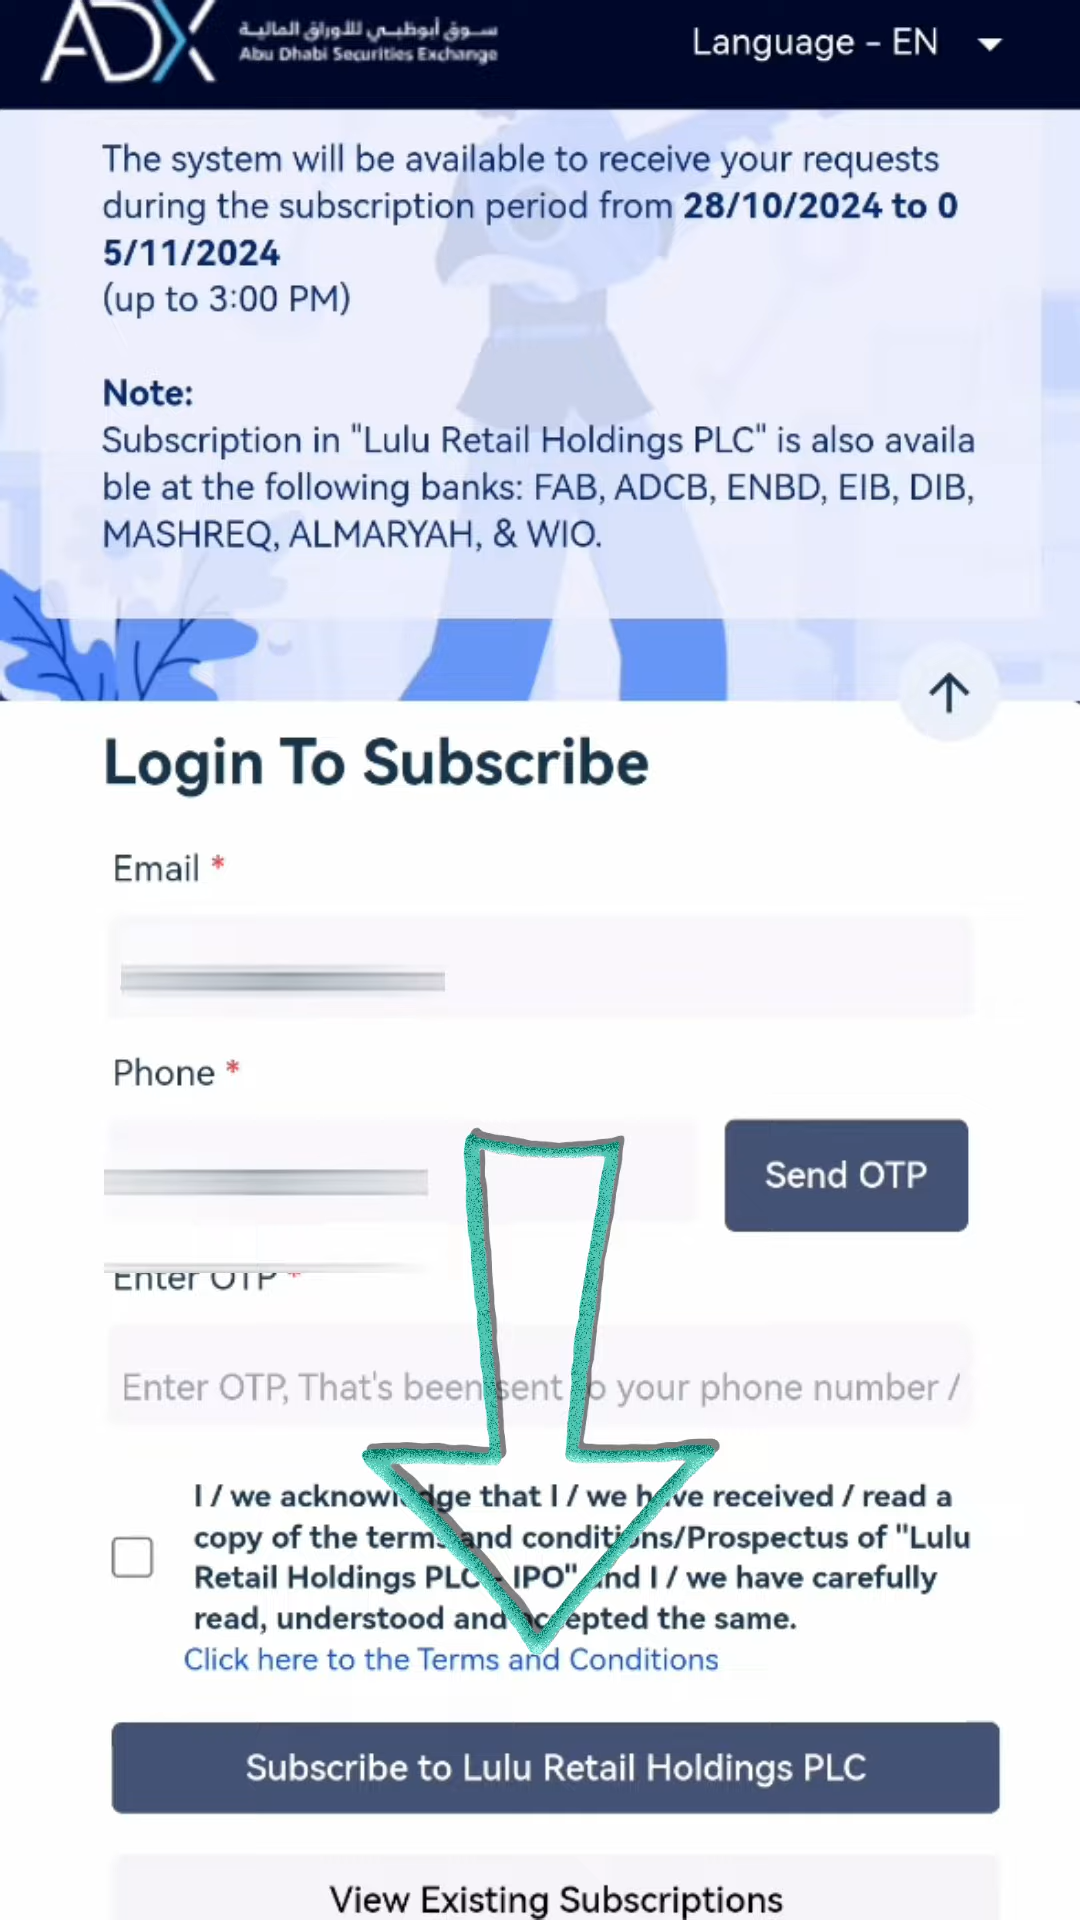 ADX
سوق أبوظبي للأوراق المالية
Abu Dhabi Securities Exchange
Language - EN
The system will be available to receive your requests
during the subscription period from 28/10/2024 to 0
5/11/2024
(up to 3:00 PM)
Note:
Subscription in "Lulu Retail Holdings PLC" is also availa
ble at the following banks: FAB, ADCB, ENBD, EIB, DIB,
MASHREQ, ALMARYAH, & WIO.
Login To Subscribe
Email *
Phone *
Send OTP
Enter OTP *
Enter OTP, That's been sent to your phone number /
I / we acknowledge that I / we have received / read a
copy of the terms and conditions/Prospectus of "Lulu
Retail Holdings PLC - IPO" and I / we have carefully
read, understood and accepted the same.
Click here to the Terms and Conditions
Subscribe to Lulu Retail Holdings PLC
View Existing Subscriptions